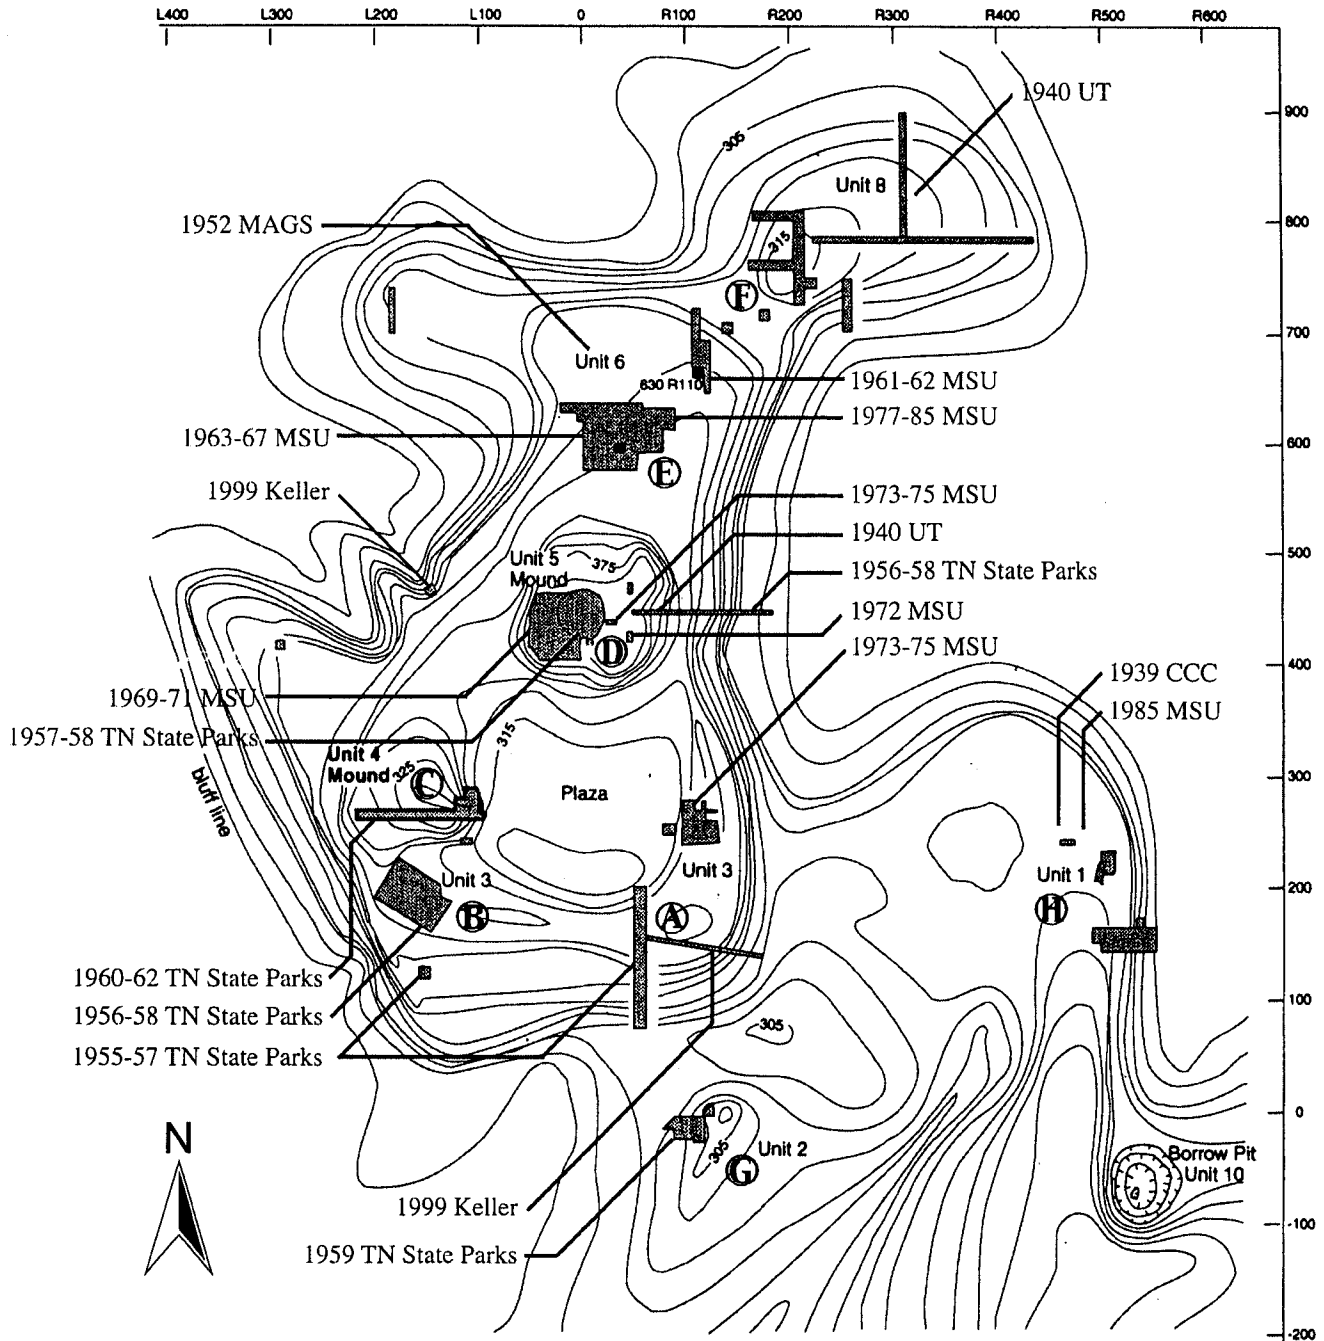 L400 L300 L200 L100 0 R100 R200 R300 R400 R500 R600
1940 UT
900
305
Unit 8
1952 MAGS
800
315
F
700
Unit 6
630 R110
1961-62 MSU
1977-85 MSU
1963-67 MSU
600
E
1999 Keller
1973-75 MSU
1940 UT
500
Unit 5
Mound
375
1956-58 TN State Parks
1972 MSU
1973-75 MSU
D
400
1939 CCC
1969-71 MSU
1985 MSU
1957-58 TN State Parks
315
Unit 4
Mound
325
C
bluff line
Plaza
300
Unit 3
Unit 3
Unit 1
200
B
A
H
1960-62 TN State Parks
1956-58 TN State Parks
1955-57 TN State Parks
305
100
0
N
Unit 2
305
G
Borrow Pit
Unit 10
1999 Keller
-100
1959 TN State Parks
-200